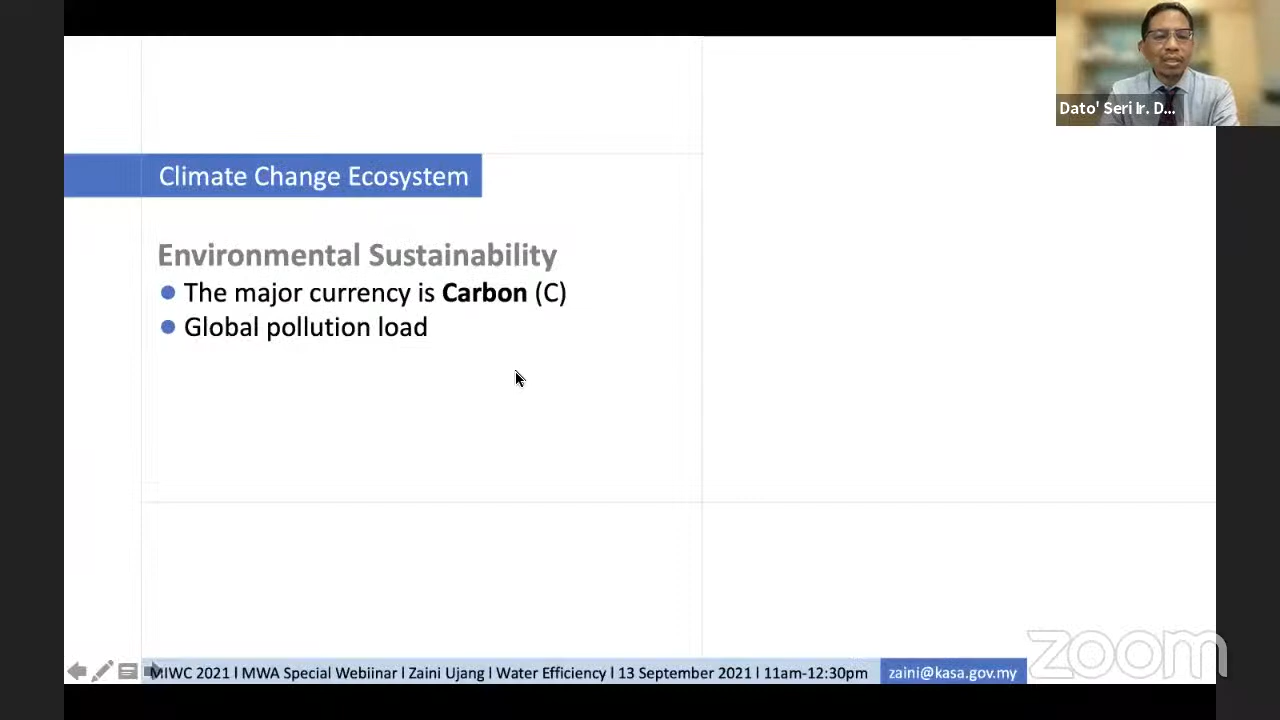 Dato' Seri Ir. D...
Climate Change Ecosystem
Environmental Sustainability
The major currency is Carbon (C)
Global pollution load
MIWC 2021 l MWA Special Webiinar l Zaini Ujang l Water Efficiency l 13 September 2021 l 11am-12:30pm
zaini@kasa.gov.my
zoom